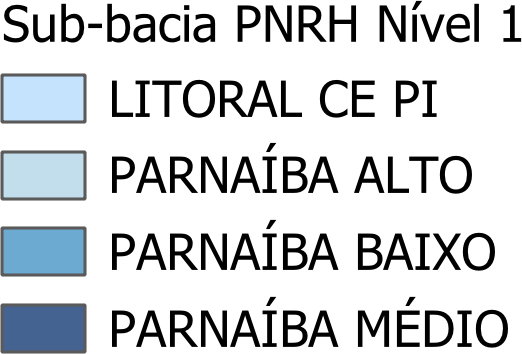 Sub-bacia PNRH Nível 1
LITORAL CE PI
PARNAÍBA ALTO
PARNAÍBA BAIXO
PARNAÍBA MÉDIO